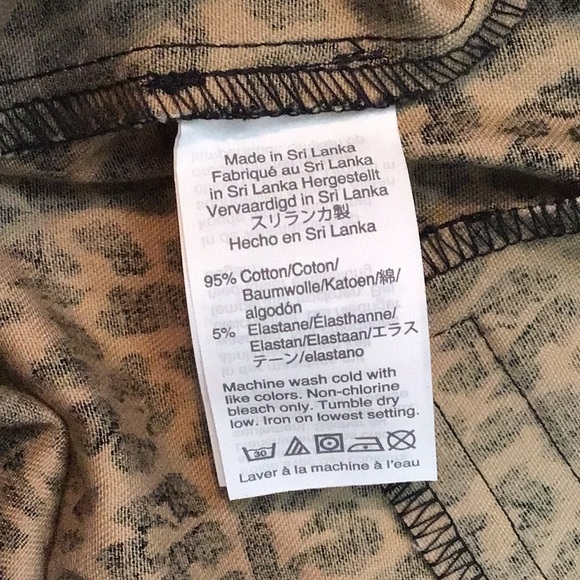 Made in Sri Lanka
Fabriqué au Sri Lanka
in Sri Lanka Hergestellt
Vervaardigd in Sri Lanka
スリランカ製
Hecho en Sri Lanka
95% Cotton/Coton/
Baumwolle/Katoen/綿/
algodón
5% Elastane/Élasthanne/
Elastan/Elastaan/エラス
テーン/elastano
Machine wash cold with
like colors. Non-chlorine
bleach only. Tumble dry
low. Iron on lowest setting.
30
Laver à la machine à l'eau